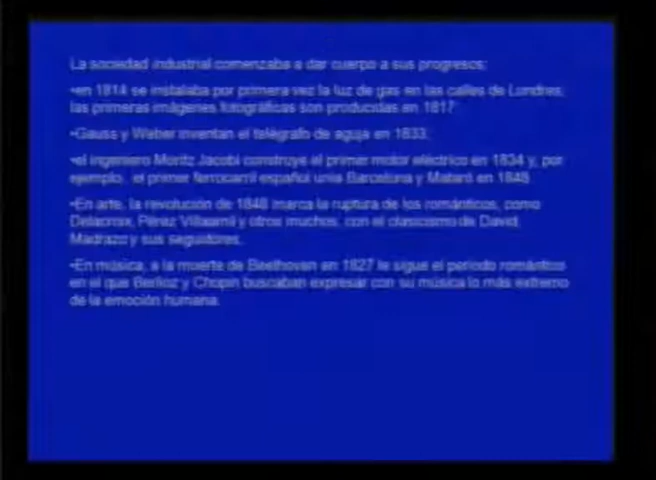 La sociedad industrial comenzaba a dar cuerpo a sus progresos:
•en 1814 se instalaba por primera vez la luz de gas en las calles de Londres;
las primeras imágenes fotográficas son producidas en 1817
•Gauss y Weber inventan el telégrafo de aguja en 1833;
•el ingeniero Moritz Jacobi construye el primer motor eléctrico en 1834 y, por
ejemplo, el primer ferrocarril español unía Barcelona y Mataró en 1848.
•En arte, la revolución de 1848 marca la ruptura de los románticos, como
Delacroix, Pérez Villaamil y otros muchos, con el clasicismo de David,
Madrazo y sus seguidores.
•En música, a la muerte de Beethoven en 1827 le sigue el periodo romántico
en el que Berlioz y Chopin buscaban expresar con su música lo más extremo
de la emoción humana.